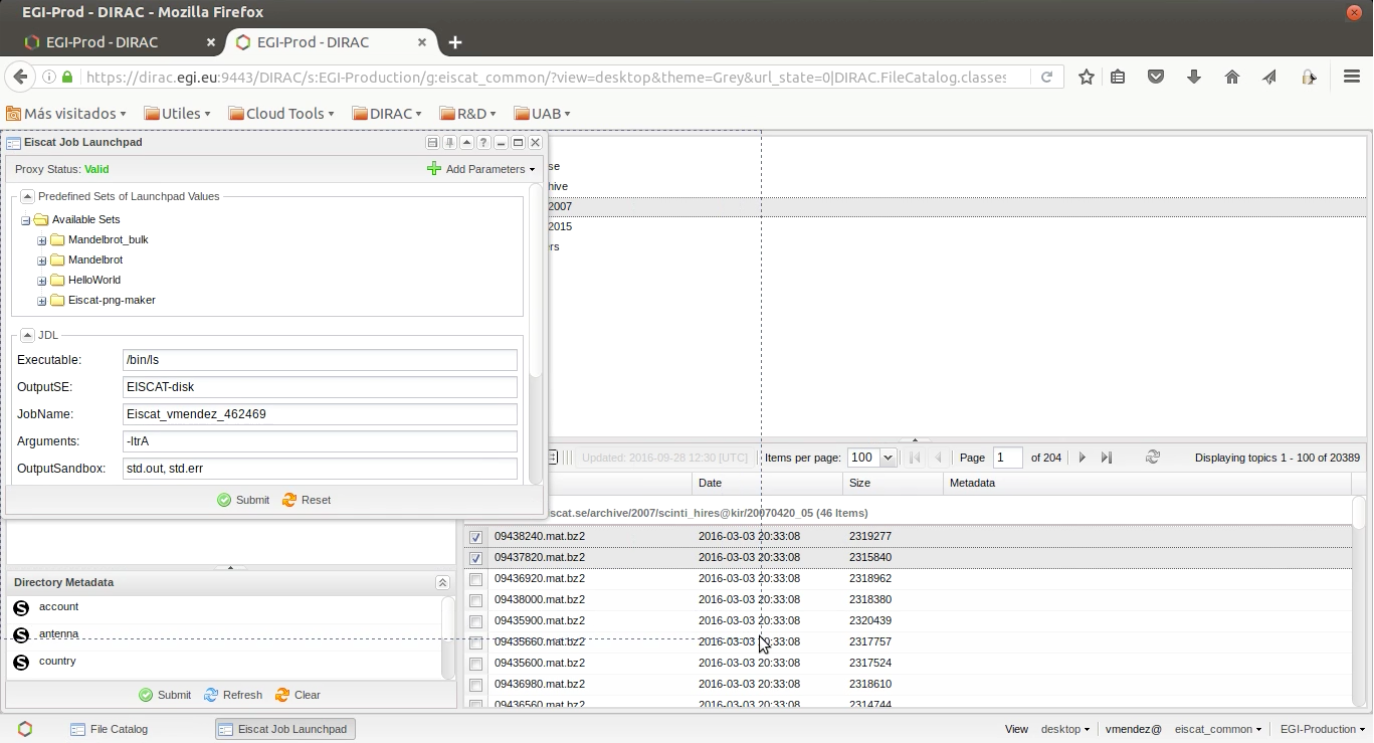 EGI-Prod - DIRAC - Mozilla Firefox
EGI-Prod - DIRAC × EGI-Prod - DIRAC ×
https://dirac.egi.eu:9443/DIRAC/s:EGI-Production/g:eiscat_common/?view=desktop&theme=Grey&url_state=0|DIRAC.FileCatalog.classes
Más visitados Utiles Cloud Tools DIRAC R&D UAB
Eiscat Job Launchpad
Proxy Status: Valid Add Parameters
Predefined Sets of Launchpad Values
Available Sets
Mandelbrot_bulk
Mandelbrot
HelloWorld
Eiscat-png-maker
JDL
Executable: /bin/ls
OutputSE: EISCAT-disk
JobName: Eiscat_vmendez_462469
Arguments: -ltrA
OutputSandbox: std.out, std.err
Submit Reset
se
hive
2007
2015
rs
Updated: 2016-09-28 12:30 [UTC] Items per page: 100 Page 1 of 204 Displaying topics 1 - 100 of 20389
Date Size Metadata
iscat.se/archive/2007/scinti_hires@kir/20070420_05 (46 Items)
09438240.mat.bz2 2016-03-03 20:33:08 2319277
09437820.mat.bz2 2016-03-03 20:33:08 2315840
09436920.mat.bz2 2016-03-03 20:33:08 2318962
09438000.mat.bz2 2016-03-03 20:33:08 2318380
09435900.mat.bz2 2016-03-03 20:33:08 2320439
09435660.mat.bz2 2016-03-03 20:33:08 2317757
09435600.mat.bz2 2016-03-03 20:33:08 2317524
09436980.mat.bz2 2016-03-03 20:33:08 2318610
09436560.mat.bz2 2016-03-03 20:33:08 2314744
Directory Metadata
S account
S antenna
S country
Submit Refresh Clear
File Catalog Eiscat Job Launchpad View desktop vmendez@ eiscat_common EGI-Production